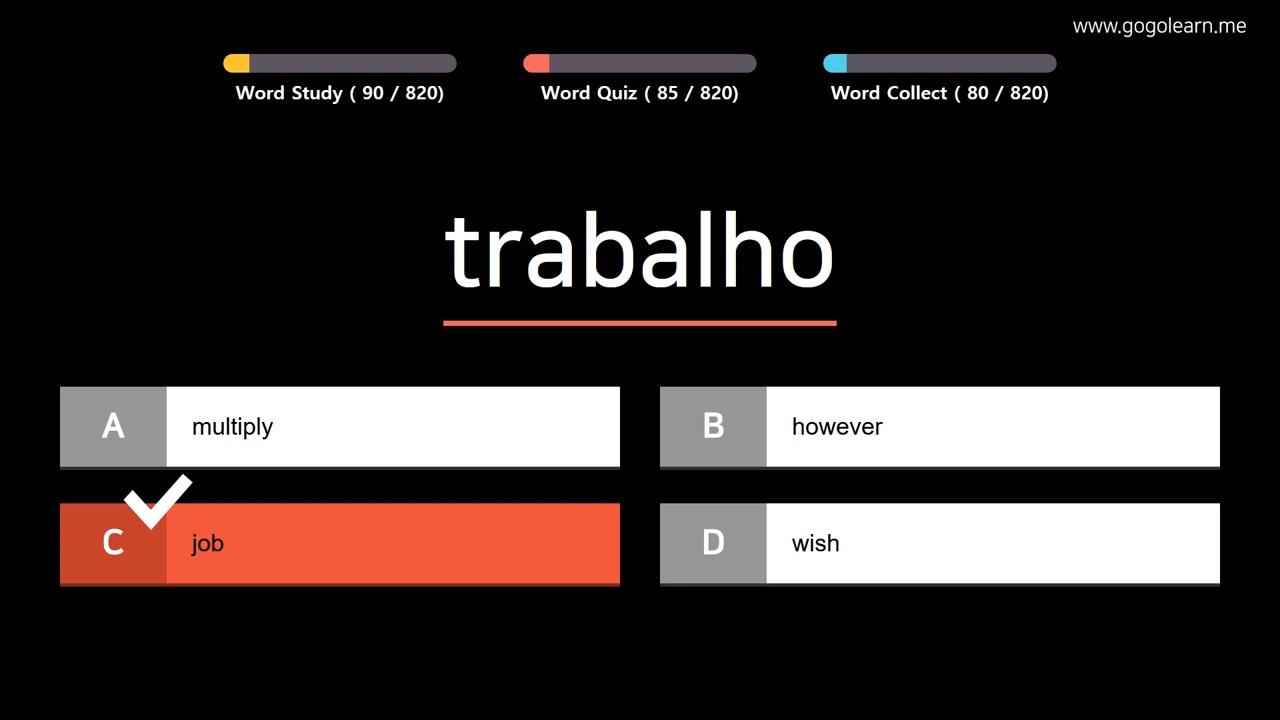 www.gogolearn.me
Word Study ( 90 / 820)
Word Quiz ( 85 / 820)
Word Collect ( 80 / 820)
trabalho
A multiply
B however
C job
D wish